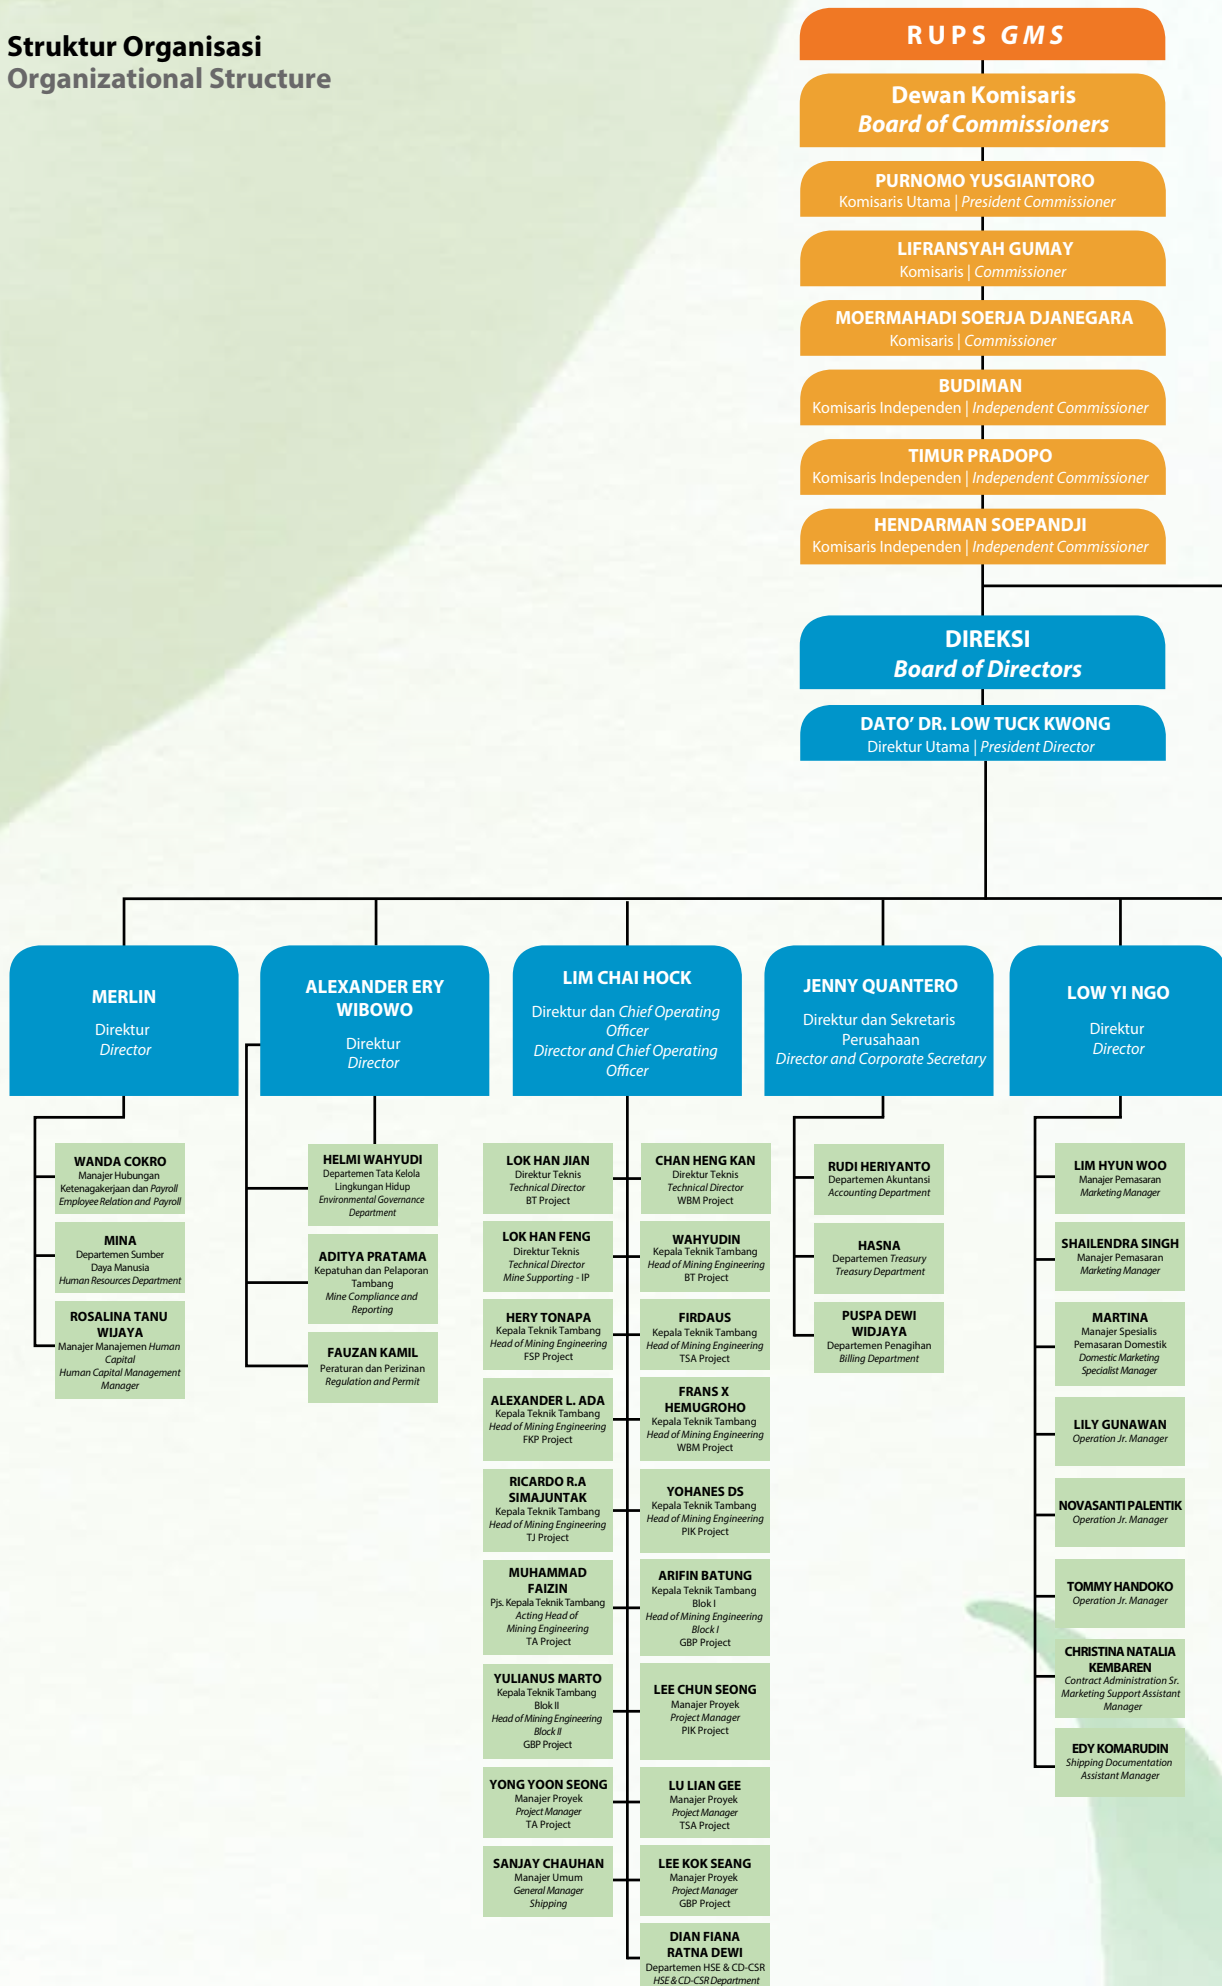 Struktur Organisasi
Organizational Structure
RUPS GMS
Dewan Komisaris
Board of Commissioners
PURNOMO YUSGIANTORO
Komisaris Utama | President Commissioner
LIFRANSYAH GUMAY
Komisaris | Commissioner
MOERMAHADI SOERJA DJANEGARA
Komisaris | Commissioner
BUDIMAN
Komisaris Independen | Independent Commissioner
TIMUR PRADOPO
Komisaris Independen | Independent Commissioner
HENDARMAN SOEPANDJI
Komisaris Independen | Independent Commissioner
DIREKSI
Board of Directors
DATO’ DR. LOW TUCK KWONG
Direktur Utama | President Director
MERLIN
Direktur
Director
WANDA COKRO
Manajer Hubungan
Ketenagakerjaan dan Payroll
Employee Relation and Payroll
MINA
Departemen Sumber
Daya Manusia
Human Resources Department
ROSALINA TANU
WIJAYA
Manajer Manajemen Human
Capital
Human Capital Management
Manager
ALEXANDER ERY
WIBOWO
Direktur
Director
HELMI WAHYUDI
Departemen Tata Kelola
Lingkungan Hidup
Environmental Governance
Department
ADITYA PRATAMA
Kepatuhan dan Pelaporan
Tambang
Mine Compliance and
Reporting
FAUZAN KAMIL
Peraturan dan Perizinan
Regulation and Permit
LIM CHAI HOCK
Direktur dan Chief Operating
Officer
Director and Chief Operating
Officer
LOK HAN JIAN
Direktur Teknis
Technical Director
BT Project
CHAN HENG KAN
Direktur Teknis
Technical Director
WBM Project
LOK HAN FENG
Direktur Teknis
Technical Director
Mine Supporting - IP
WAHYUDIN
Kepala Teknik Tambang
Head of Mining Engineering
BT Project
HERY TONAPA
Kepala Teknik Tambang
Head of Mining Engineering
FSP Project
FIRDAUS
Kepala Teknik Tambang
Head of Mining Engineering
TSA Project
ALEXANDER L. ADA
Kepala Teknik Tambang
Head of Mining Engineering
FKP Project
FRANS X
HEMUGROHO
Kepala Teknik Tambang
Head of Mining Engineering
WBM Project
RICARDO R.A
SIMAJUNTAK
Kepala Teknik Tambang
Head of Mining Engineering
TJ Project
YOHANES DS
Kepala Teknik Tambang
Head of Mining Engineering
PIK Project
MUHAMMAD
FAIZIN
Pjs. Kepala Teknik Tambang
Acting Head of
Mining Engineering
TA Project
ARIFIN BATUNG
Kepala Teknik Tambang
Blok I
Head of Mining Engineering
Block I
GBP Project
YULIANUS MARTO
Kepala Teknik Tambang
Blok II
Head of Mining Engineering
Block II
GBP Project
LEE CHUN SEONG
Manajer Proyek
Project Manager
PIK Project
YONG YOON SEONG
Manajer Proyek
Project Manager
TA Project
LU LIAN GEE
Manajer Proyek
Project Manager
TSA Project
SANJAY CHAUHAN
Manajer Umum
General Manager
Shipping
LEE KOK SEANG
Manajer Proyek
Project Manager
GBP Project
DIAN FIANA
RATNA DEWI
Departemen HSE & CD-CSR
HSE & CD-CSR Department
JENNY QUANTERO
Direktur dan Sekretaris
Perusahaan
Director and Corporate Secretary
RUDI HERIYANTO
Departemen Akuntansi
Accounting Department
HASNA
Departemen Treasury
Treasury Department
PUSPA DEWI
WIDJAYA
Departemen Penagihan
Billing Department
LOW YI NGO
Direktur
Director
LIM HYUN WOO
Manajer Pemasaran
Marketing Manager
SHAILENDRA SINGH
Manajer Pemasaran
Marketing Manager
MARTINA
Manajer Spesialis
Pemasaran Domestik
Domestic Marketing
Specialist Manager
LILY GUNAWAN
Operation Jr. Manager
NOVASANTI PALENTIK
Operation Jr. Manager
TOMMY HANDOKO
Operation Jr. Manager
CHRISTINA NATALIA
KEMBAREN
Contract Administration Sr.
Marketing Support Assistant
Manager
EDY KOMARUDIN
Shipping Documentation
Assistant Manager